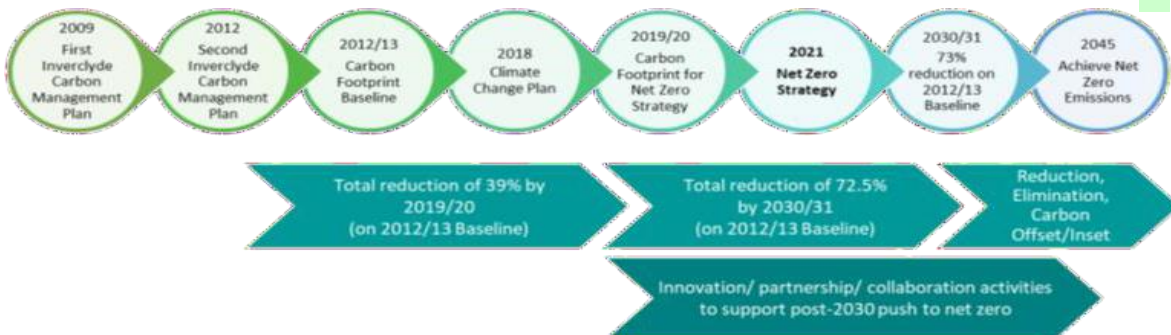 2009
First
Inverclyde
Carbon
Management
Plan
2012
Second
Inverclyde
Carbon
Management
Plan
2012/13
Carbon
Footprint
Baseline
2018
Climate
Change Plan
2019/20
Carbon
Footprint for
Net Zero
Strategy
2021
Net Zero
Strategy
2030/31
73%
reduction on
2012/13
Baseline
2045
Achieve Net
Zero
Emissions
Total reduction of 39% by
2019/20
(on 2012/13 Baseline)
Total reduction of 72.5%
by 2030/31
(on 2012/13 Baseline)
Reduction,
Elimination,
Carbon
Offset/Inset
Innovation/ partnership/ collaboration activities
to support post-2030 push to net zero